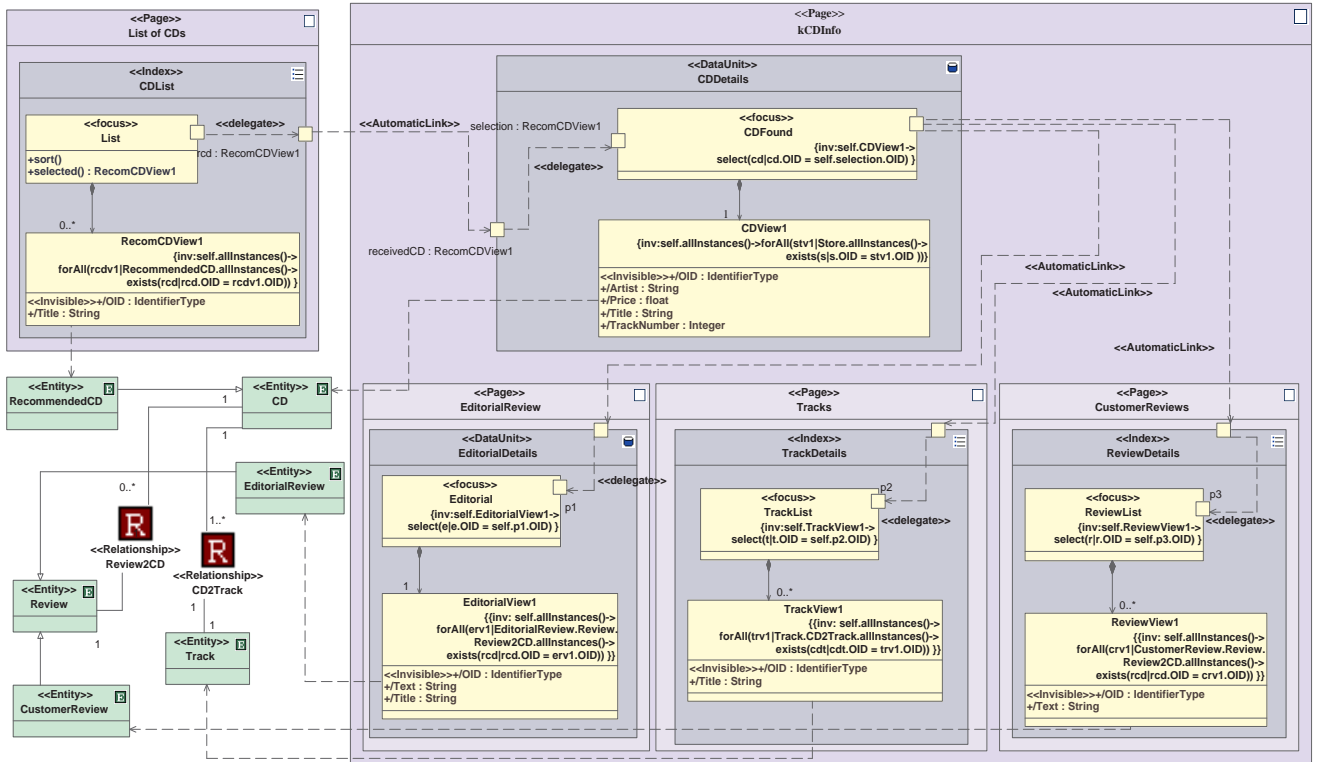 <<Page>>
List of CDs
<<Index>>
CDList
<<focus>>
List
+sort()
+selected() : RecomCDView1
<<delegate>>
rcd : RecomCDView1
0..*
RecomCDView1
{inv:self.allInstances()->
forAll(rcdv1|RecommendedCD.allInstances()->
exists(rcd|rcd.OID = rcdv1.OID)) }
<<Invisible>>+/OID : IdentifierType
+/Title : String
<<AutomaticLink>>
<<Page>>
kCDInfo
<<DataUnit>>
CDDetails
selection : RecomCDView1
<<delegate>>
receivedCD : RecomCDView1
<<focus>>
CDFound
{inv:self.CDView1->
select(cd|cd.OID = self.selection.OID) }
1
CDView1
{inv:self.allInstances()->forAll(stv1|Store.allInstances()->
exists(s|s.OID = stv1.OID ))}
<<Invisible>>+/OID : IdentifierType
+/Artist : String
+/Price : float
+/Title : String
+/TrackNumber : Integer
<<AutomaticLink>>
<<AutomaticLink>>
<<AutomaticLink>>
<<Entity>>
RecommendedCD
<<Entity>>
CD
1
1
<<Entity>>
EditorialReview
0..*
1..*
<<Relationship>>
Review2CD
<<Relationship>>
CD2Track
R
R
<<Entity>>
Review
1
1
1
<<Entity>>
Track
<<Entity>>
CustomerReview
E
E
E
E
E
E
<<Page>>
EditorialReview
<<DataUnit>>
EditorialDetails
<<focus>>
Editorial
{inv:self.EditorialView1->
select(e|e.OID = self.p1.OID) }
<<delegate>>
p1
1
EditorialView1
{{inv: self.allInstances()->
forAll(erv1|EditorialReview.Review.
Review2CD.allInstances()->
exists(rcd|rcd.OID = erv1.OID)) }}
<<Invisible>>+/OID : IdentifierType
+/Text : String
+/Title : String
<<Page>>
Tracks
<<Index>>
TrackDetails
p2
<<focus>>
TrackList
{inv:self.TrackView1->
select(t|t.OID = self.p2.OID) }
<<delegate>>
0..*
TrackView1
{{inv: self.allInstances()->
forAll(trv1|Track.CD2Track.allInstances()->
exists(cdt|cdt.OID = trv1.OID)) }}
<<Invisible>>+/OID : IdentifierType
+/Title : String
<<Page>>
CustomerReviews
<<Index>>
ReviewDetails
p3
<<focus>>
ReviewList
{inv:self.ReviewView1->
select(r|r.OID = self.p3.OID) }
<<delegate>>
0..*
ReviewView1
{{inv: self.allInstances()->
forAll(crv1|CustomerReview.Review.
Review2CD.allInstances()->
exists(rcd|rcd.OID = crv1.OID)) }}
<<Invisible>>+/OID : IdentifierType
+/Text : String